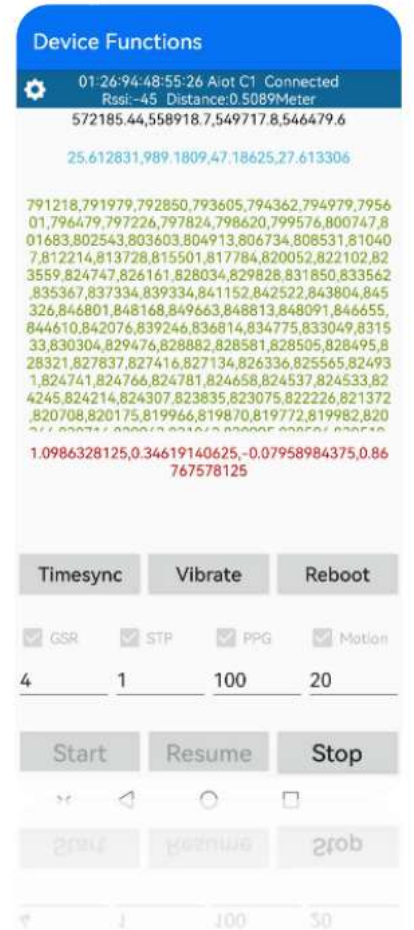 Device Functions
01:26:94:48:55:26 Aiot C1 Connected
Rssi:-45 Distance:0.5089Meter
572185.44,558918.7,549717.8,546479.6
25.612831,989.1809,47.18625,27.613306
791218,791979,792850,793605,794362,794979,7956
01,796479,797226,797824,798620,799576,800747,8
01683,802543,803603,804913,806734,808531,81040
7,812214,813728,815501,817784,820052,822102,82
3559,824747,826161,828034,829828,831850,833562
,835367,837334,839334,841152,842522,843804,845
326,846801,848168,849663,848813,848091,846655,
844610,842076,839246,836814,834775,833049,8315
33,830304,829476,828882,828581,828505,828495,8
28321,827837,827416,827134,826336,825565,82493
1,824741,824766,824781,824658,824537,824533,82
4245,824214,824307,823835,823075,822226,821372
,820708,820175,819966,819870,819772,819982,820
1.0986328125,0.34619140625,-0.07958984375,0.86
767578125
Timesync Vibrate Reboot
GSR STP PPG Motion
4 1 100 20
Start Resume Stop